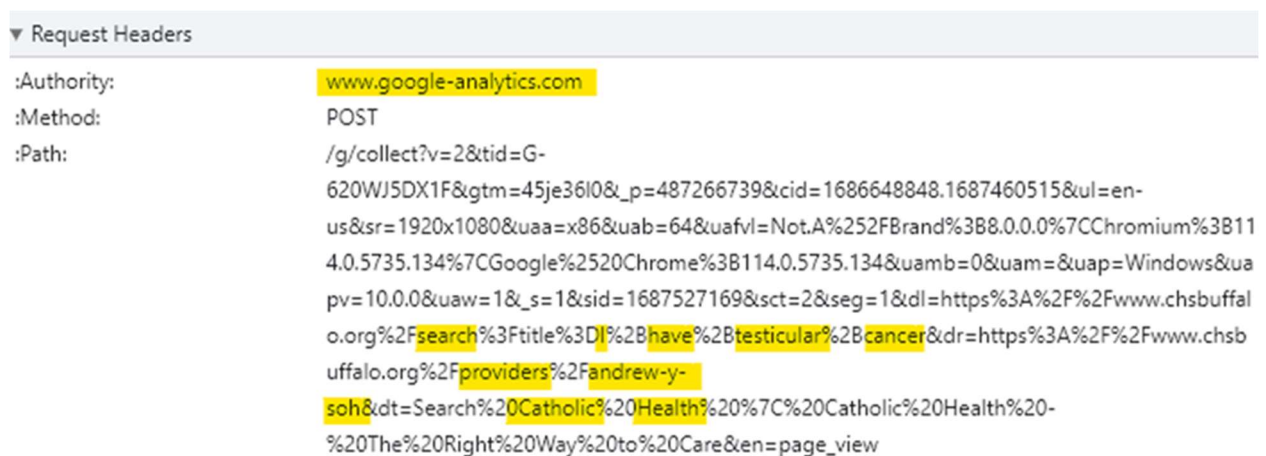 ▼ Request Headers
:Authority: www.google-analytics.com
:Method: POST
:Path: /g/collect?v=2&tid=G-
620WJ5DX1F&gtm=45je36l0&_p=487266739&cid=1686648848.1687460515&ul=en-
us&sr=1920x1080&uaa=x86&uab=64&uafvl=Not.A%252FBrand%3B8.0.0.0%7CChromium%3B11
4.0.5735.134%7CGoogle%2520Chrome%3B114.0.5735.134&uamb=0&uam=&uap=Windows&ua
pv=10.0.0&uaw=1&_s=1&sid=1687527169&sct=2&seg=1&dl=https%3A%2F%2Fwww.chsbuffal
o.org%2Fsearch%3Ftitle%3DI%2Bhave%2Btesticular%2Bcancer&dr=https%3A%2F%2Fwww.chsb
uffalo.org%2Fproviders%2Fandrew-y-
soh&dt=Search%20Catholic%20Health%20%7C%20Catholic%20Health%20-
%20The%20Right%20Way%20to%20Care&en=page_view